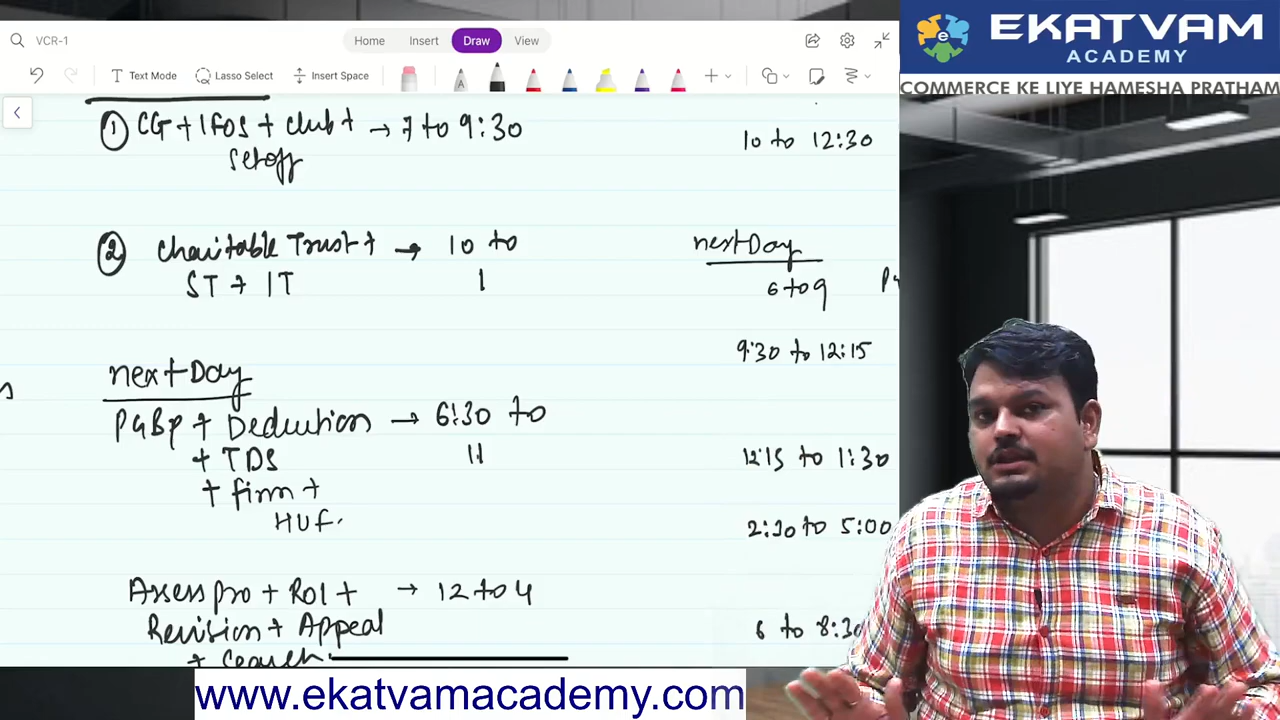 VCR-1
Home Insert Draw View
Text Mode Lasso Select Insert Space
EKATVAM
ACADEMY
COMMERCE KE LIYE HAMESHA PRATHAM
① CG + IFOS + Club + → 7 to 9:30
Setoff
10 to 12:30
② Charitable Trust + → 10 to
ST + IT 1
nextDay
6 to 9
9:30 to 12:15
next Day
PGBP + Deduction → 6:30 to
+ TDS 11
+ firm +
HUF.
12:15 to 1:30
2:30 to 5:00
Assess pro + ROI + → 12 to 4
Revision + Appeal
6 to 8:30
www.ekatvamacademy.com